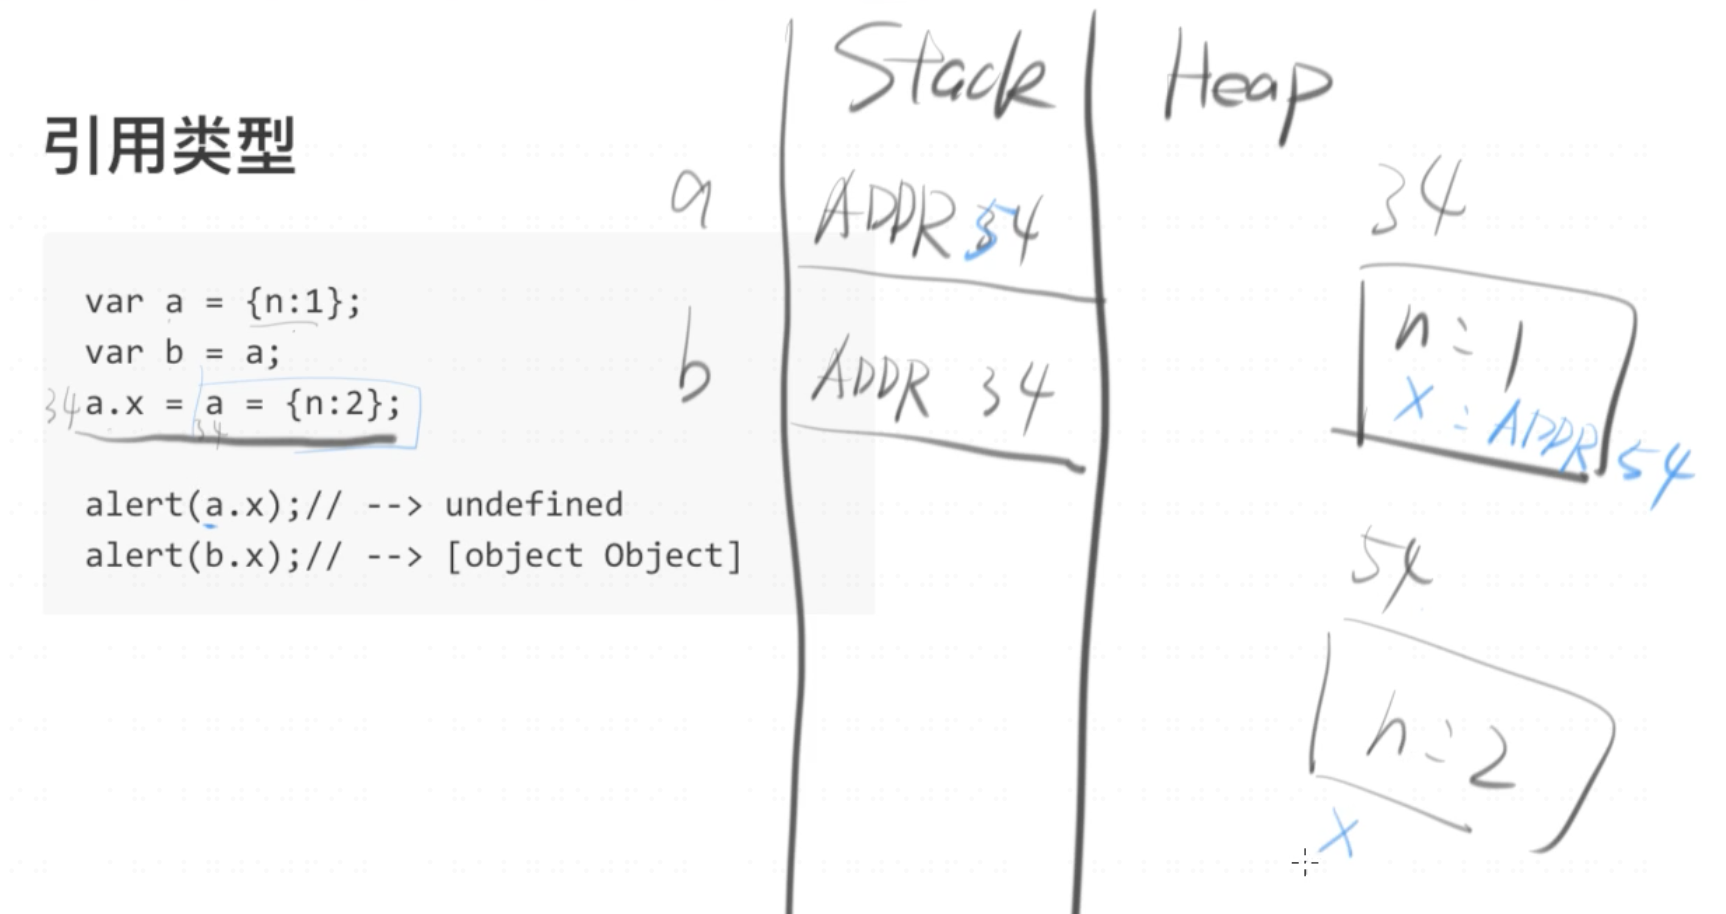 Stack Heap
引用类型
34
a ADDR 54
var a = {n:1};
n: 1
var b = a;
b ADDR 34
x: ADDR 54
34 a.x = a = {n:2};
34
alert(a.x);// --> undefined
alert(b.x);// --> [object Object]
54
n: 2
x